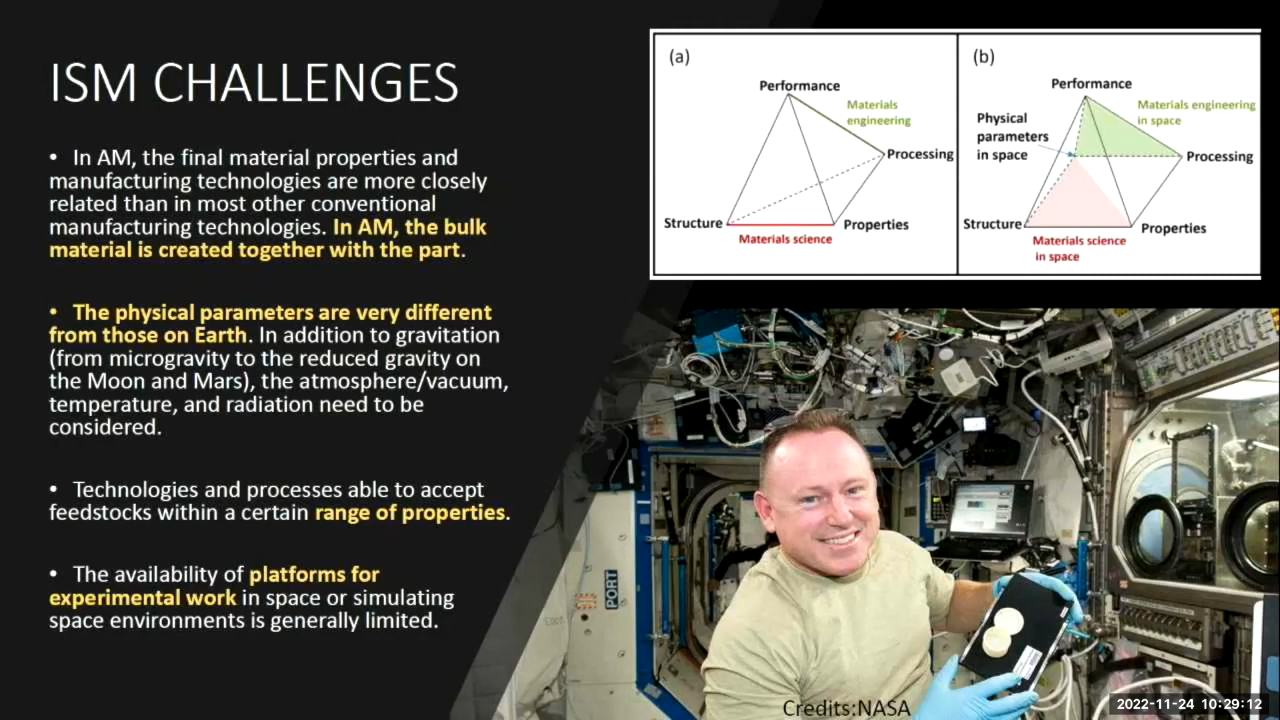 ISM CHALLENGES
• In AM, the final material properties and
manufacturing technologies are more closely
related than in most other conventional
manufacturing technologies. In AM, the bulk
material is created together with the part.
• The physical parameters are very different
from those on Earth. In addition to gravitation
(from microgravity to the reduced gravity on
the Moon and Mars), the atmosphere/vacuum,
temperature, and radiation need to be
considered.
• Technologies and processes able to accept
feedstocks within a certain range of properties.
• The availability of platforms for
experimental work in space or simulating
space environments is generally limited.
(a)
Performance
Materials
engineering
Processing
Structure
Properties
Materials science
(b)
Performance
Materials engineering
in space
Physical
parameters
in space
Processing
Structure
Properties
Materials science
in space
PORT
Credits:NASA
2022-11-24 10:29:12